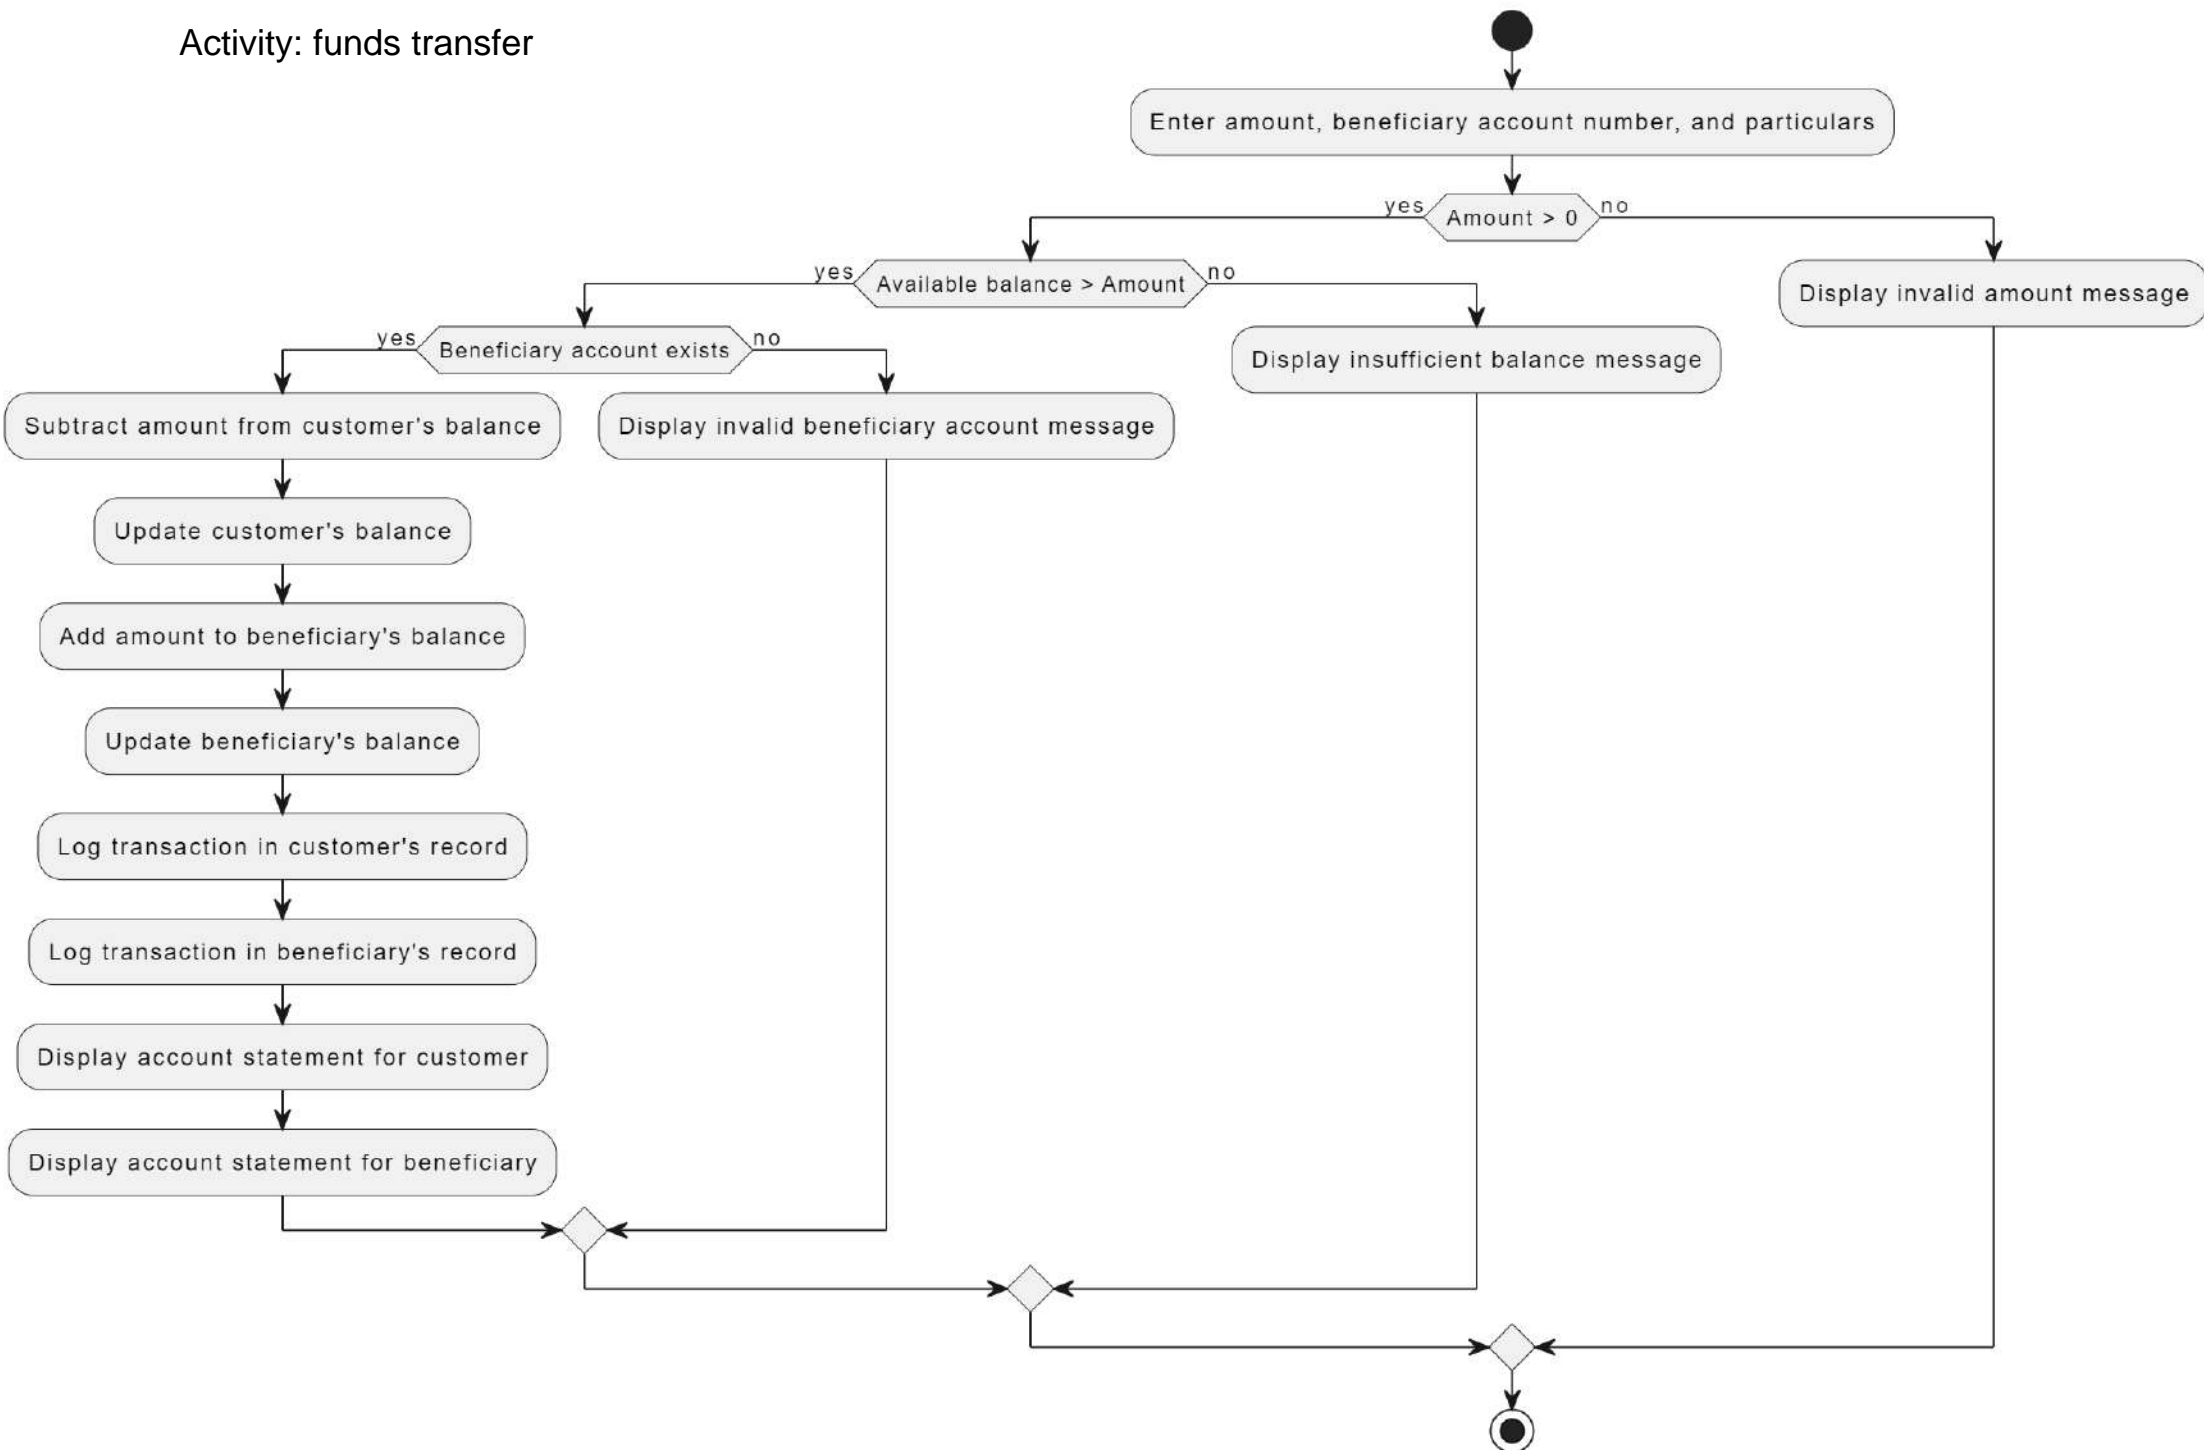 Activity: funds transfer
Enter amount, beneficiary account number, and particulars
yes
Amount > 0
no
yes
Available balance > Amount
no
Display invalid amount message
yes
Beneficiary account exists
no
Display insufficient balance message
Subtract amount from customer's balance
Display invalid beneficiary account message
Update customer's balance
Add amount to beneficiary's balance
Update beneficiary's balance
Log transaction in customer's record
Log transaction in beneficiary's record
Display account statement for customer
Display account statement for beneficiary